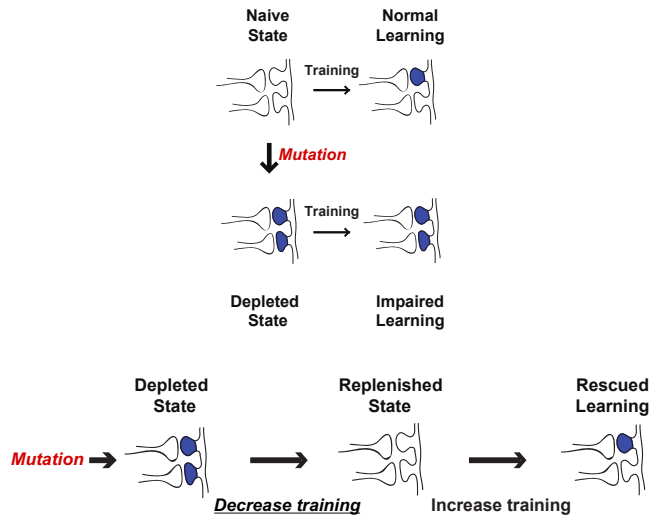 Naive
State
Normal
Learning
Training
Mutation
Training
Depleted
State
Impaired
Learning
Depleted
State
Replenished
State
Rescued
Learning
Mutation
Decrease training
Increase training